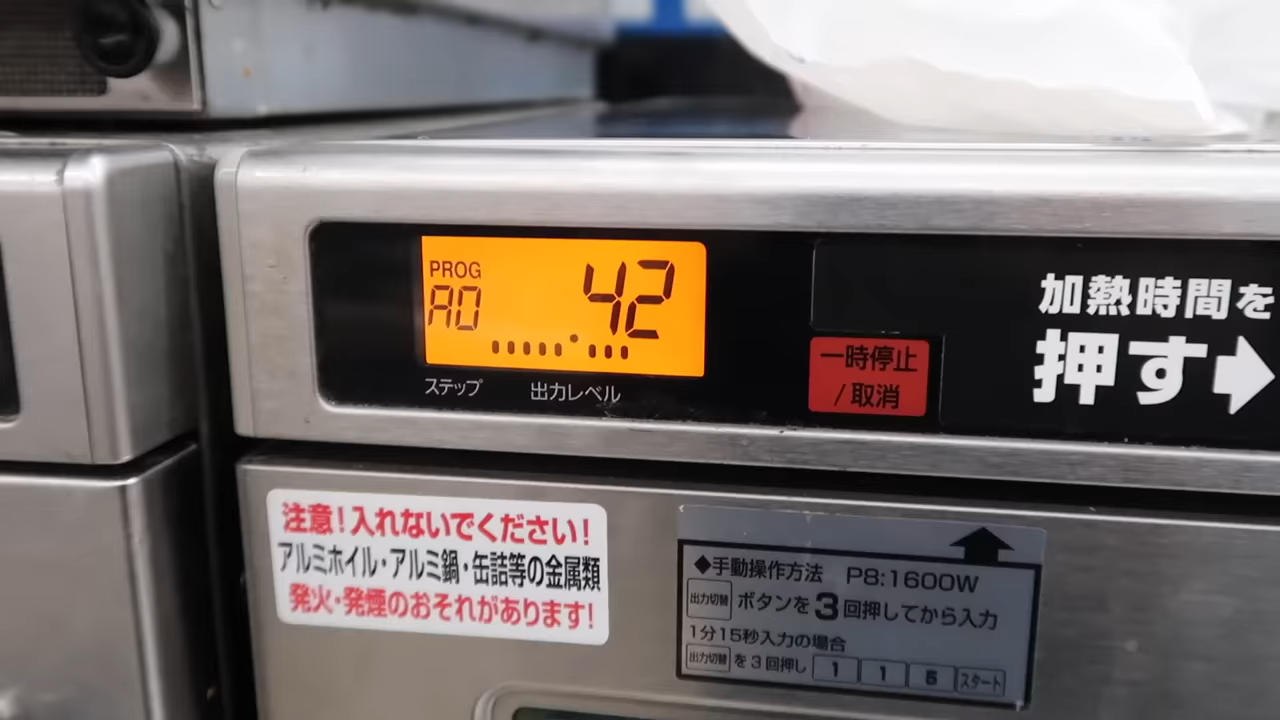 PROG
A0
42
ステップ
出力レベル
一時停止
/取消
加熱時間を
押す
注意!入れないでください!
アルミホイル・アルミ鍋・缶詰等の金属類
発火・発煙のおそれがあります!
◆手動操作方法 P8:1600W
出力切替 ボタンを3回押してから入力
1分15秒入力の場合
出力切替 を3回押し 1 1 5 スタート